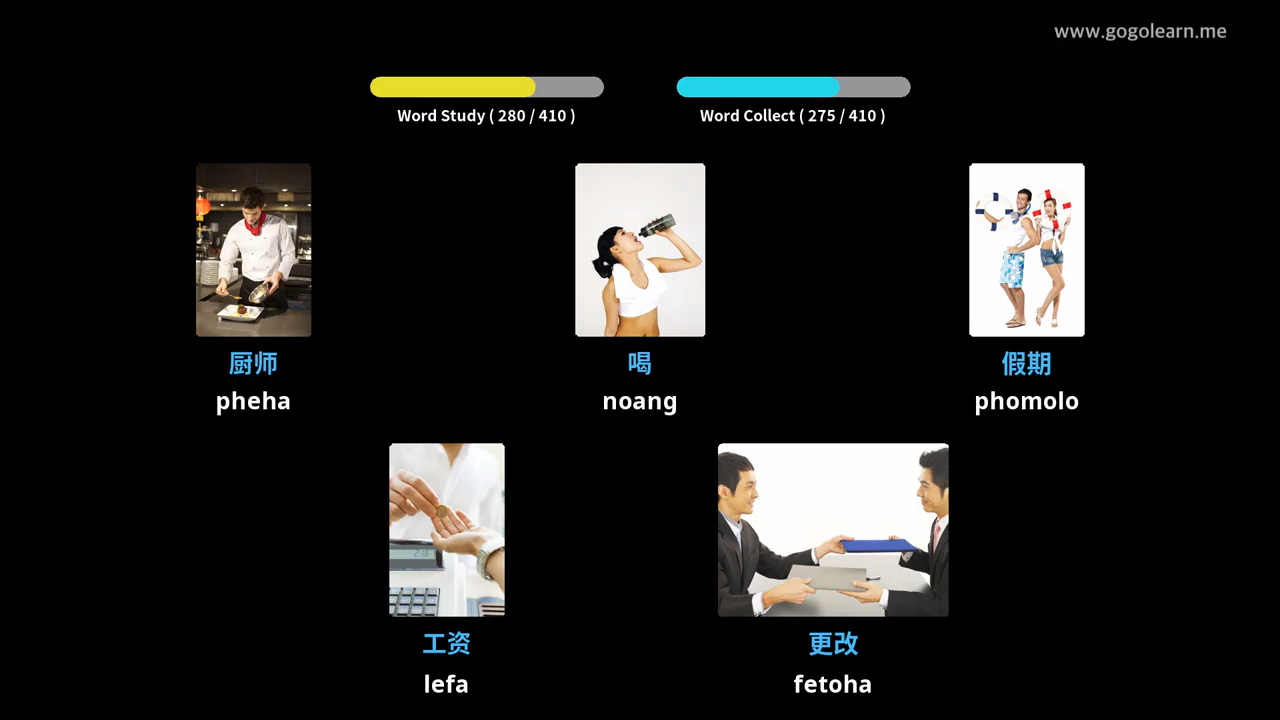 www.gogolearn.me
Word Study ( 280 / 410 )
Word Collect ( 275 / 410 )
厨师
pheha
喝
noang
假期
phomolo
工资
lefa
更改
fetoha